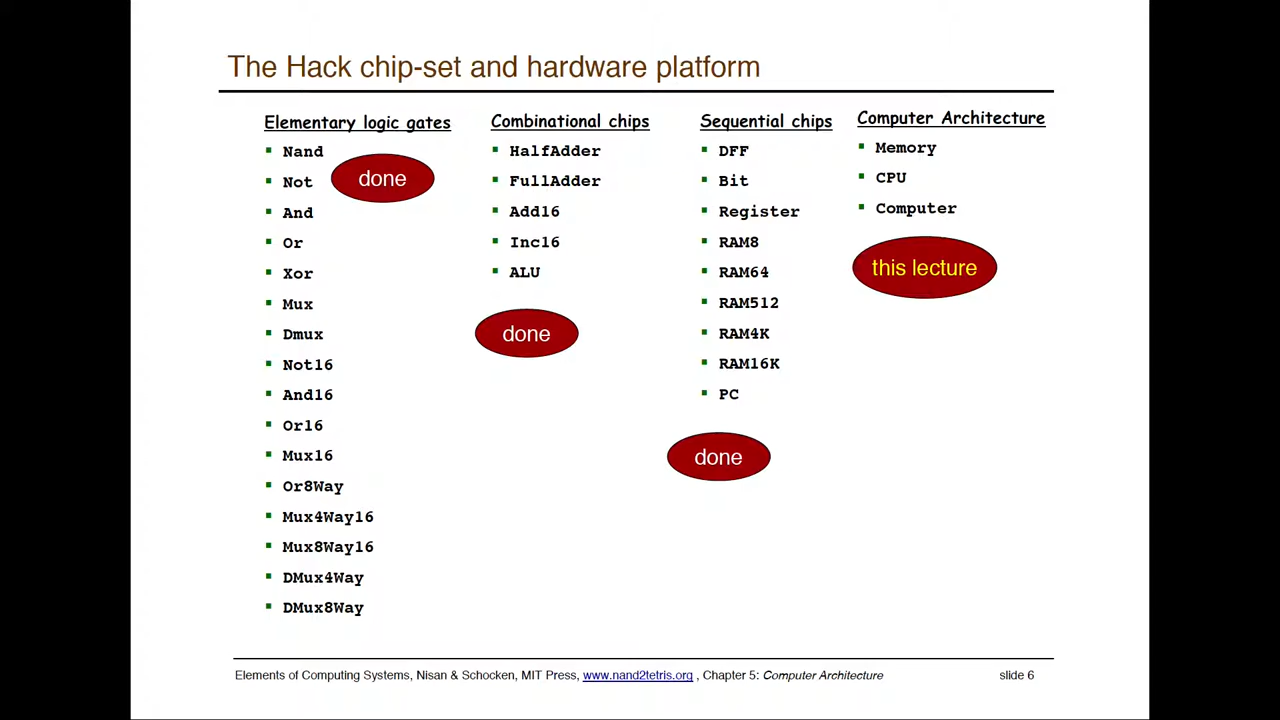 The Hack chip-set and hardware platform
Elementary logic gates
Nand
Not
And
Or
Xor
Mux
Dmux
Not16
And16
Or16
Mux16
Or8Way
Mux4Way16
Mux8Way16
DMux4Way
DMux8Way
done
Combinational chips
HalfAdder
FullAdder
Add16
Inc16
ALU
done
Sequential chips
DFF
Bit
Register
RAM8
RAM64
RAM512
RAM4K
RAM16K
PC
done
Computer Architecture
Memory
CPU
Computer
this lecture
Elements of Computing Systems, Nisan & Schocken, MIT Press, www.nand2tetris.org , Chapter 5: Computer Architecture
slide 6